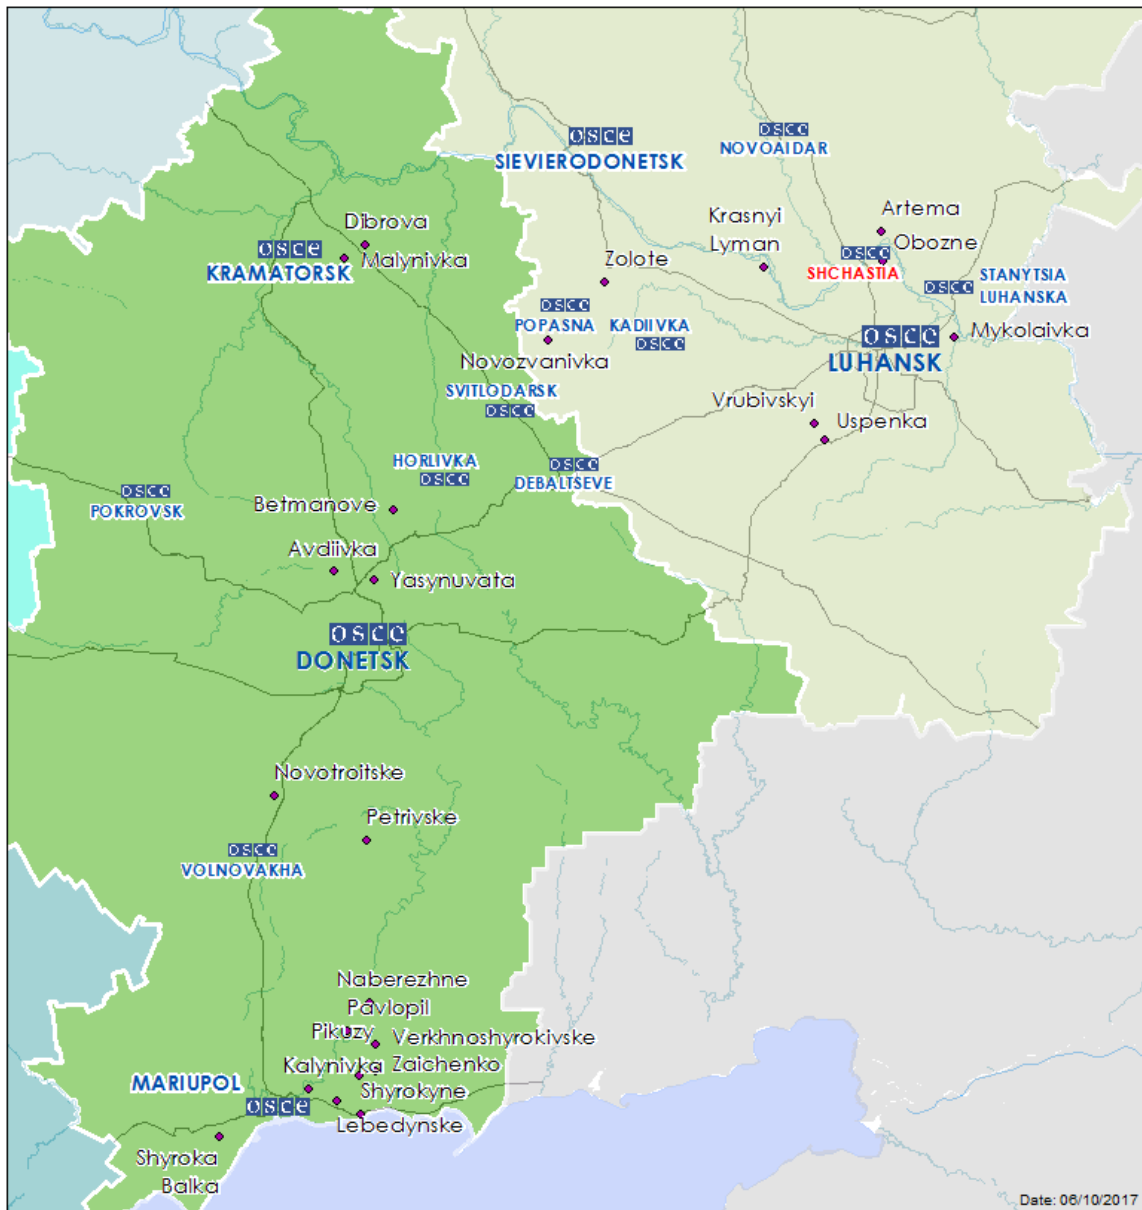 osce
SIEVIERODONETSK
osce
NOVOAIDAR
Dibrova
osce
Malynivka
KRAMATORSK
Krasnyi
Lyman
Zolote
Artema
Obozne
osce
SHCHASTIA
STANYTSIA
LUHANSKA
osce
osce
POPASNA
KADIIVKA
osce
Novozvanivka
osce
LUHANSK
Mykolaivka
SVITLODARSK
osce
Vrubivskyi
Uspenka
HORLIVKA
osce
osce
DEBALTSEVE
osce
POKROVSK
Betmanove
Avdiivka
Yasynuvata
osce
DONETSK
Novotroitske
Petrivske
osce
VOLNOVAKHA
Naberezhne
Pavlopil
Pikuzy
Verkhnoshyrokivske
Kalynivka
Zaichenko
MARIUPOL
osce
Shyrokyne
Lebedynske
Shyroka
Balka
Date: 06/10/2017